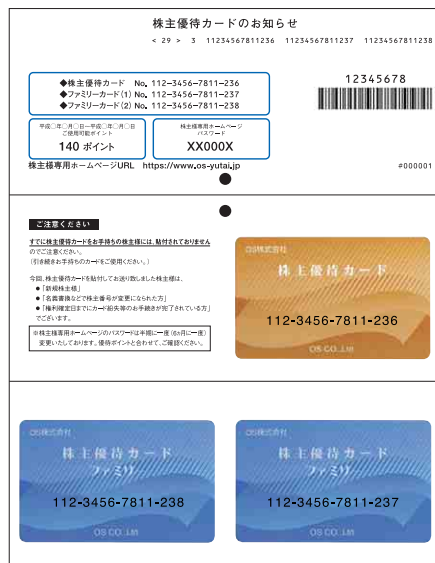 株主優待カードのお知らせ
< 29 > 3 11234567811236 11234567811237 11234567811238
◆株主優待カード No. 112-3456-7811-236
◆ファミリーカード(1) No. 112-3456-7811-237
◆ファミリーカード(2) No. 112-3456-7811-238
12345678
平成○年○月○日ー平成○年○月○日
ご使用可能ポイント
140 ポイント
株主様専用ホームページ
パスワード
XX000X
株主様専用ホームページURL https://www.os-yutai.jp
#000001
ご注意ください
すでに株主優待カードをお手持ちの株主様には、貼付されておりません
のでご注意ください。
(引き続きお手持ちのカードをご使用ください。)
今回、株主優待カードを貼付してお送り致しました株主様は、
●「新規株主様」
●「名義書換などで株主番号が変更になられた方」
●「権利確定日までにカード紛失等のお手続きが完了されている方」
でございます。
※株主様専用ホームページのパスワードは半期に一度(6ヵ月に一度)
変更いたしております。優待ポイントと合わせて、ご確認ください。
OS株式会社
株主優待カード
112-3456-7811-236
OS CO.,Ltd
OS株式会社
株主優待カード
ファミリー
112-3456-7811-238
OS CO.,Ltd
OS株式会社
株主優待カード
ファミリー
112-3456-7811-237
OS CO.,Ltd